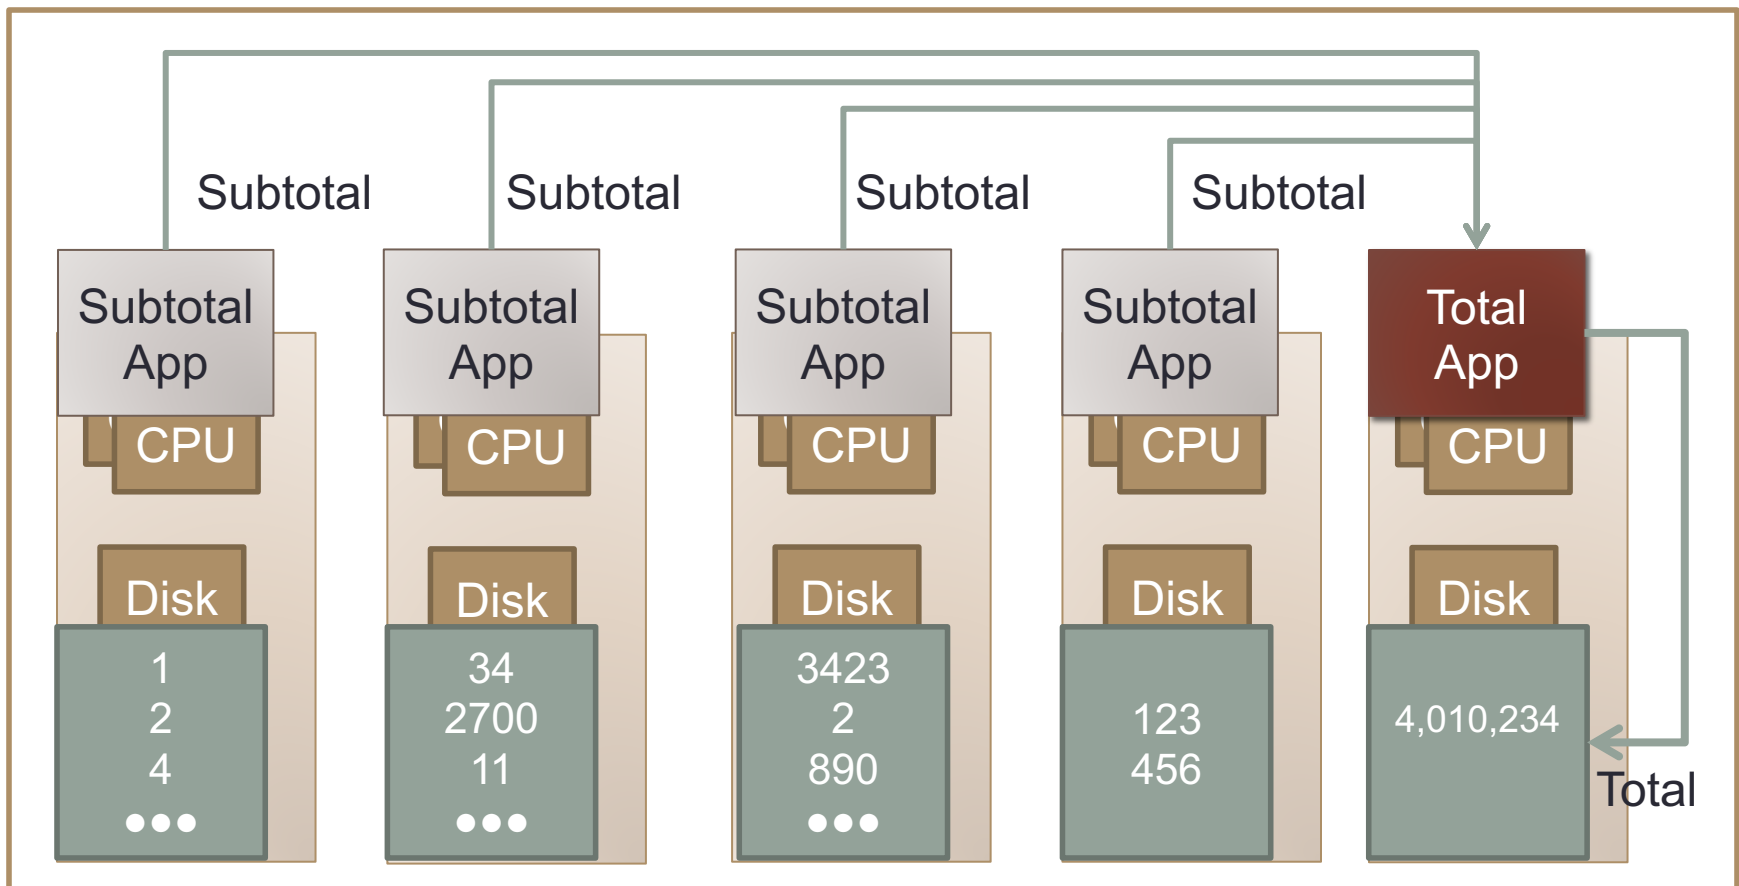 Subtotal
Subtotal
Subtotal
Subtotal
Subtotal
App
Subtotal
App
Subtotal
App
Subtotal
App
Total
App
CPU
CPU
CPU
CPU
CPU
Disk
Disk
Disk
Disk
Disk
1
2
4
●●●
34
2700
11
●●●
3423
2
890
●●●
123
456
4,010,234
Total